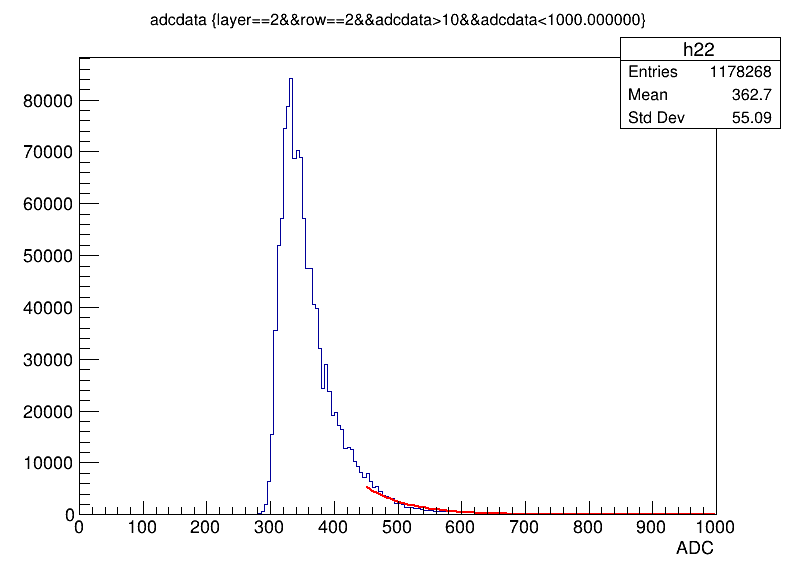 adcdata {layer==2&&row==2&&adcdata>10&&adcdata<1000.000000}
h22
Entries 1178268
Mean 362.7
Std Dev 55.09
80000
70000
60000
50000
40000
30000
20000
10000
0
0 100 200 300 400 500 600 700 800 900 1000
ADC